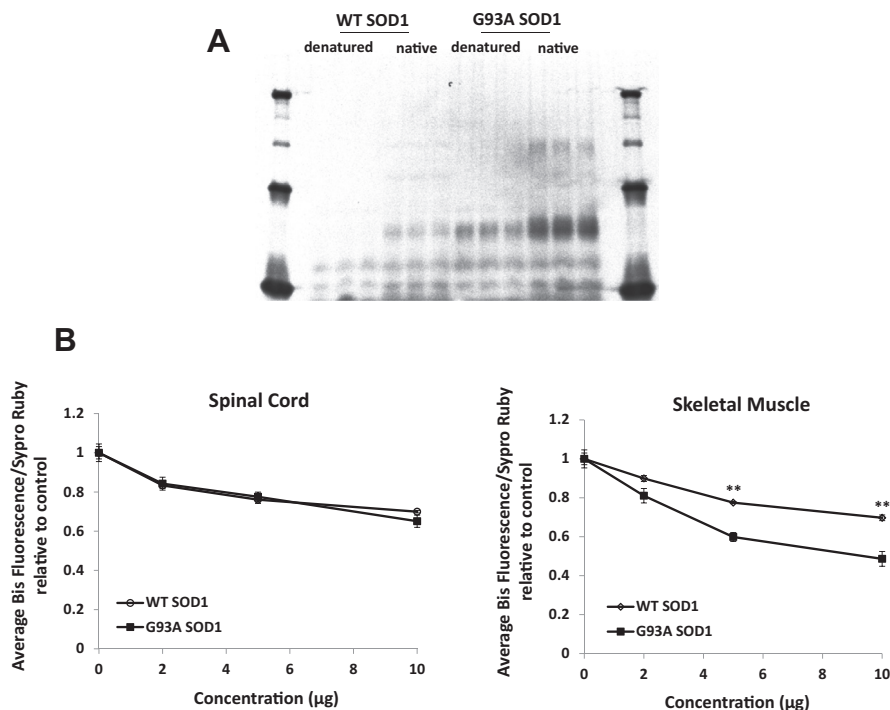 A
WT SOD1 G93A SOD1
denatured native denatured native
B
Spinal Cord
Average Bis Fluorescence/Sypro Ruby
relative to control
1.2
1
0.8
0.6
0.4
0.2
0
WT SOD1
G93A SOD1
0 2 4 6 8 10
Concentration (µg)
Skeletal Muscle
Average Bis Fluorescence/Sypro Ruby
relative to control
1.2
1
0.8
0.6
0.4
0.2
0
**
**
WT SOD1
G93A SOD1
0 2 4 6 8 10
Concentration (µg)